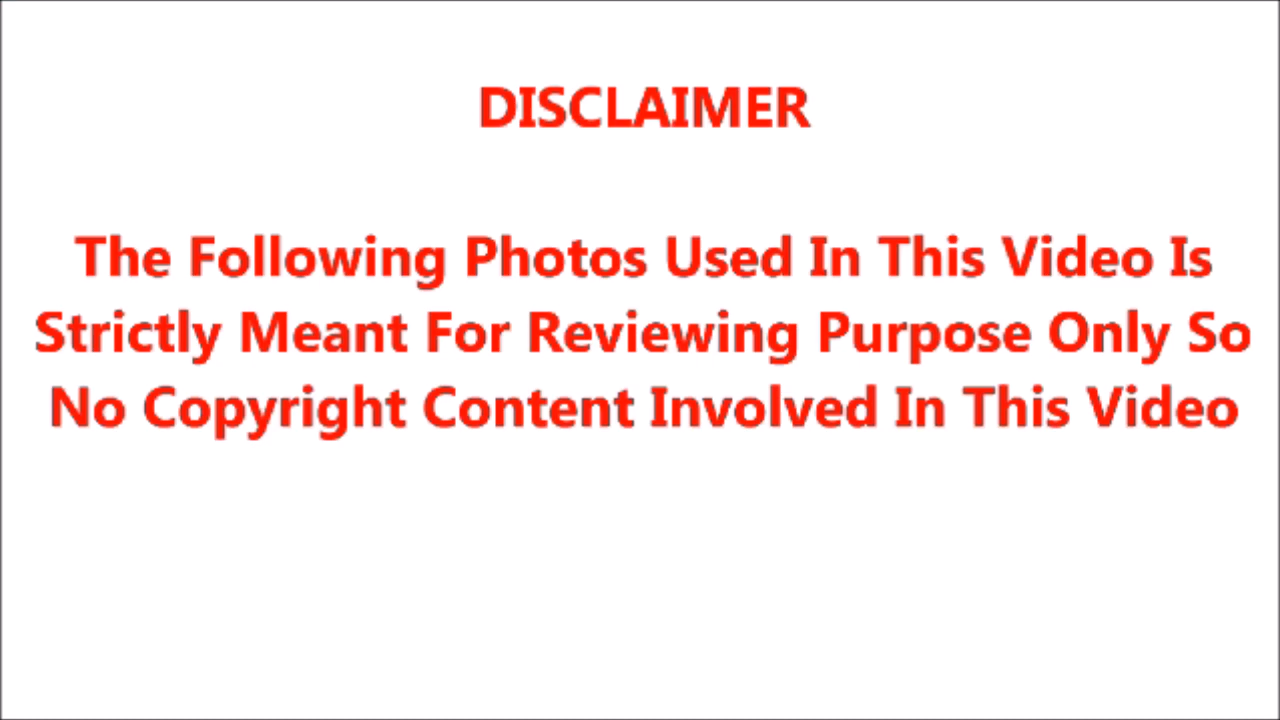 DISCLAIMER
The Following Photos Used In This Video Is
Strictly Meant For Reviewing Purpose Only So
No Copyright Content Involved In This Video